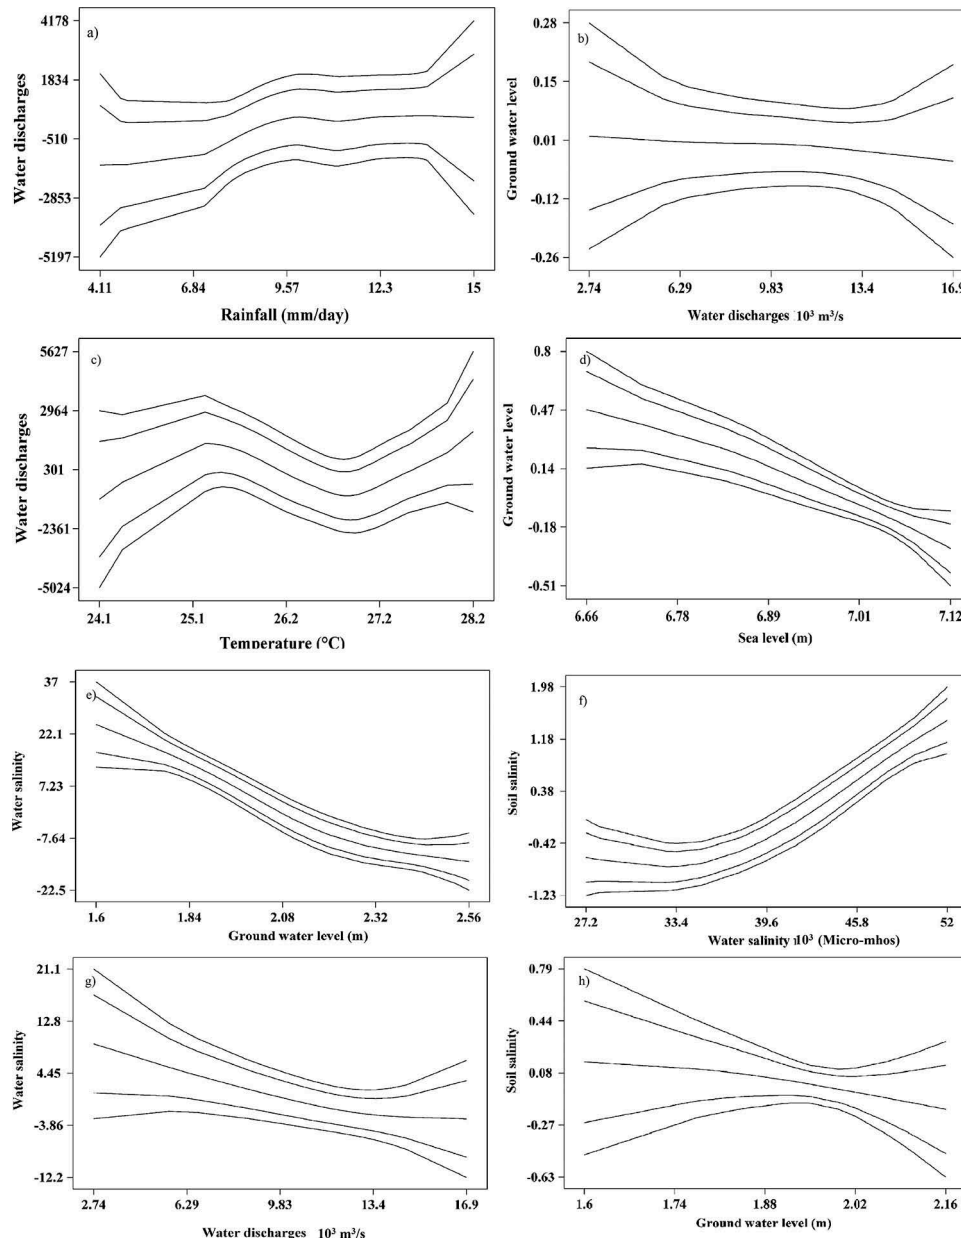 a)
Water discharges
4178
1834
-510
-2853
-5197
4.11 6.84 9.57 12.3 15
Rainfall (mm/day)
b)
Ground water level
0.28
0.15
0.01
-0.12
-0.26
2.74 6.29 9.83 13.4 16.9
Water discharges 10³ m³/s
c)
Water discharges
5627
2964
301
-2361
-5024
24.1 25.1 26.2 27.2 28.2
Temperature (°C)
d)
Ground water level
0.8
0.47
0.14
-0.18
-0.51
6.66 6.78 6.89 7.01 7.12
Sea level (m)
e)
Water salinity
37
22.1
7.23
-7.64
-22.5
1.6 1.84 2.08 2.32 2.56
Ground water level (m)
f)
Soil salinity
1.98
1.18
0.38
-0.42
-1.23
27.2 33.4 39.6 45.8 52
Water salinity 10³ (Micro-mhos)
g)
Water salinity
21.1
12.8
4.45
-3.86
-12.2
2.74 6.29 9.83 13.4 16.9
Water discharges 10³ m³/s
h)
Soil salinity
0.79
0.44
0.08
-0.27
-0.63
1.6 1.74 1.88 2.02 2.16
Ground water level (m)